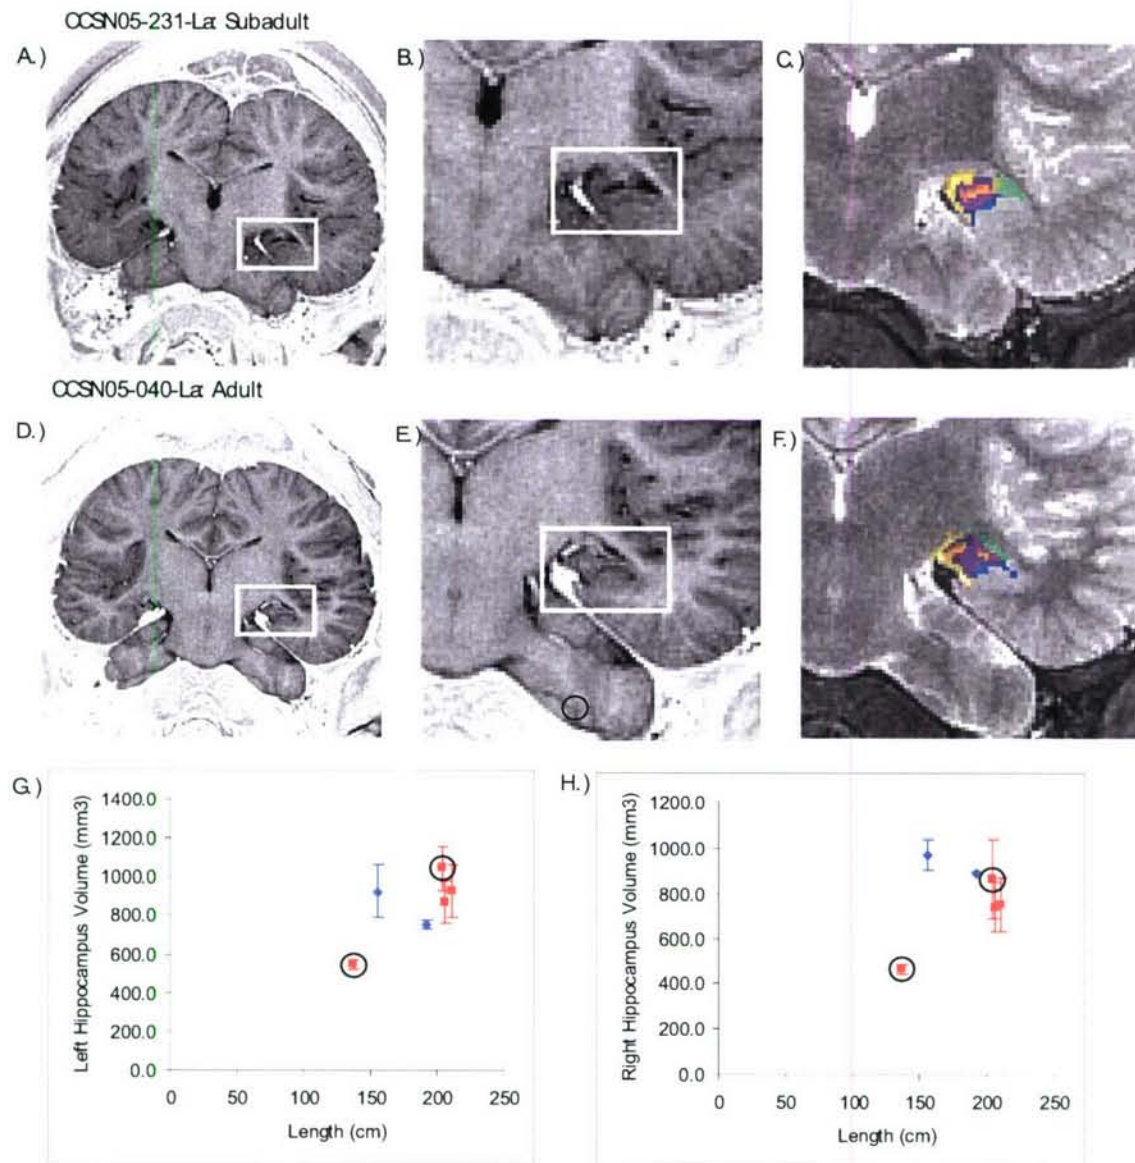 CCSN05-231-La: Subadult
A.)
B.)
C.)
CCSN05-040-La: Adult
D.)
E.)
F.)
G.)
Left Hippocampus Volume (mm3)
1400.0
1200.0
1000.0
800.0
600.0
400.0
200.0
0.0
0 50 100 150 200 250
Length (cm)
H.)
Right Hippocampus Volume (mm3)
1200.0
1000.0
800.0
600.0
400.0
200.0
0.0
0 50 100 150 200 250
Length (cm)